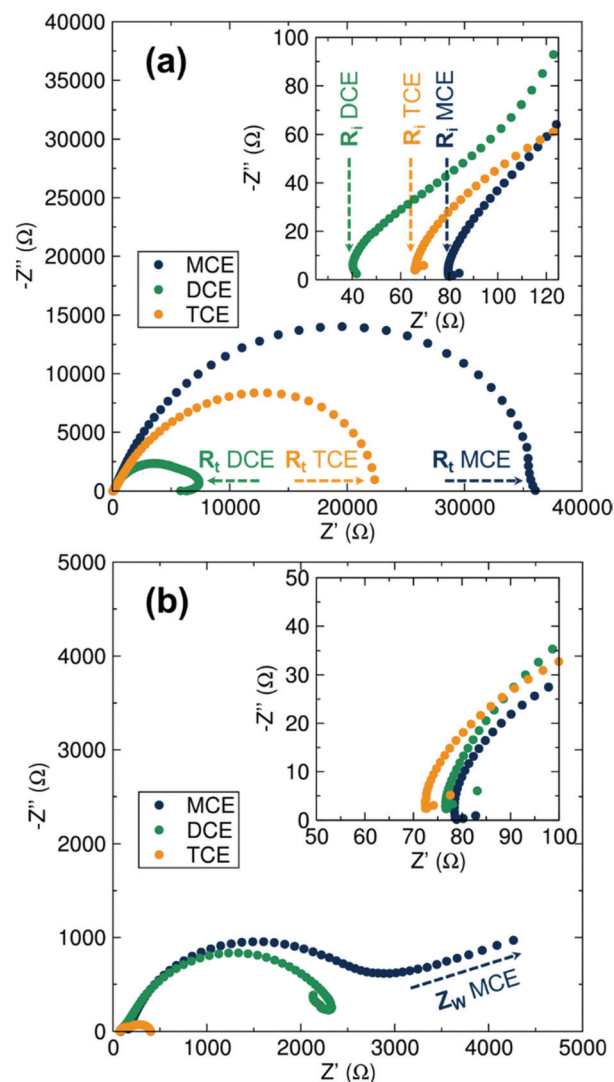 (a)
40000
35000
30000
25000
20000
15000
10000
5000
0
-Z'' (Ω)
0 10000 20000 30000 40000
Z' (Ω)
MCE
DCE
TCE
100
80
60
40
20
0
-Z'' (Ω)
40 60 80 100 120
Z' (Ω)
Ri DCE
Ri TCE
Ri MCE
Rt DCE
Rt TCE
Rt MCE
(b)
5000
4000
3000
2000
1000
0
-Z'' (Ω)
0 1000 2000 3000 4000 5000
Z' (Ω)
MCE
DCE
TCE
50
40
30
20
10
0
-Z'' (Ω)
50 60 70 80 90 100
Z' (Ω)
Zw MCE